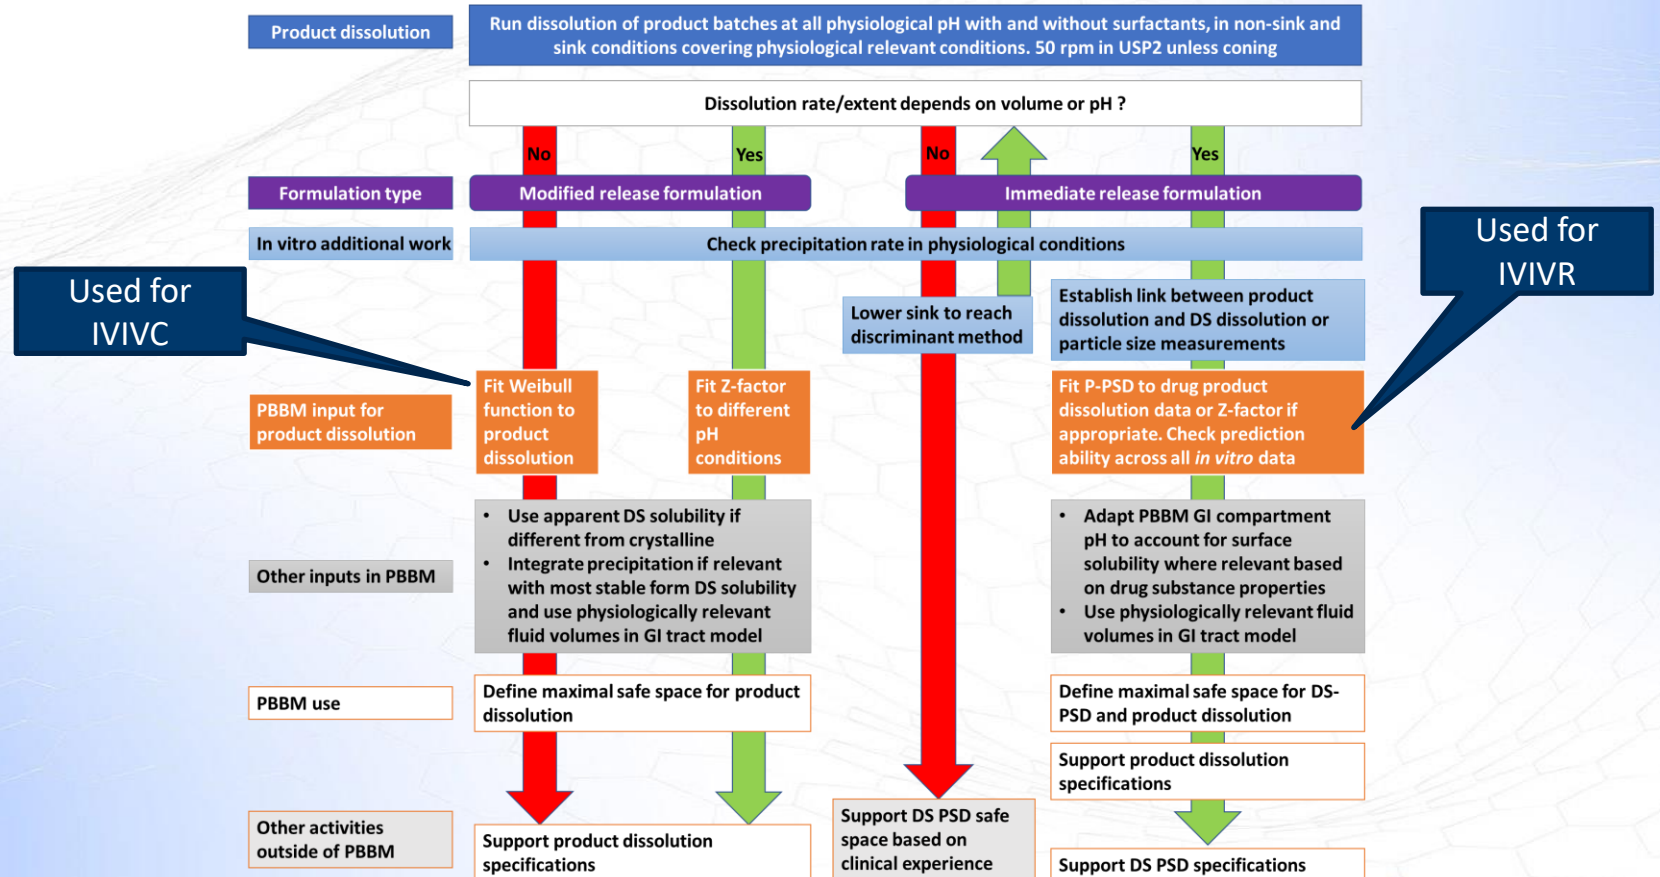 Product dissolution
Run dissolution of product batches at all physiological pH with and without surfactants, in non-sink and
sink conditions covering physiological relevant conditions. 50 rpm in USP2 unless coning
Dissolution rate/extent depends on volume or pH ?
No
Yes
No
Yes
Formulation type
Modified release formulation
Immediate release formulation
In vitro additional work
Check precipitation rate in physiological conditions
Used for
IVIVC
Used for
IVIVR
Lower sink to reach
discriminant method
Establish link between product
dissolution and DS dissolution or
particle size measurements
PBBM input for
product dissolution
Fit Weibull
function to
product
dissolution
Fit Z-factor
to different
pH
conditions
Fit P-PSD to drug product
dissolution data or Z-factor if
appropriate. Check prediction
ability across all in vitro data
Other inputs in PBBM
• Use apparent DS solubility if
different from crystalline
• Integrate precipitation if relevant
with most stable form DS solubility
and use physiologically relevant
fluid volumes in GI tract model
• Adapt PBBM GI compartment
pH to account for surface
solubility where relevant based
on drug substance properties
• Use physiologically relevant fluid
volumes in GI tract model
PBBM use
Define maximal safe space for product
dissolution
Define maximal safe space for DS-
PSD and product dissolution
Support product dissolution
specifications
Other activities
outside of PBBM
Support product dissolution
specifications
Support DS PSD safe
space based on
clinical experience
Support DS PSD specifications